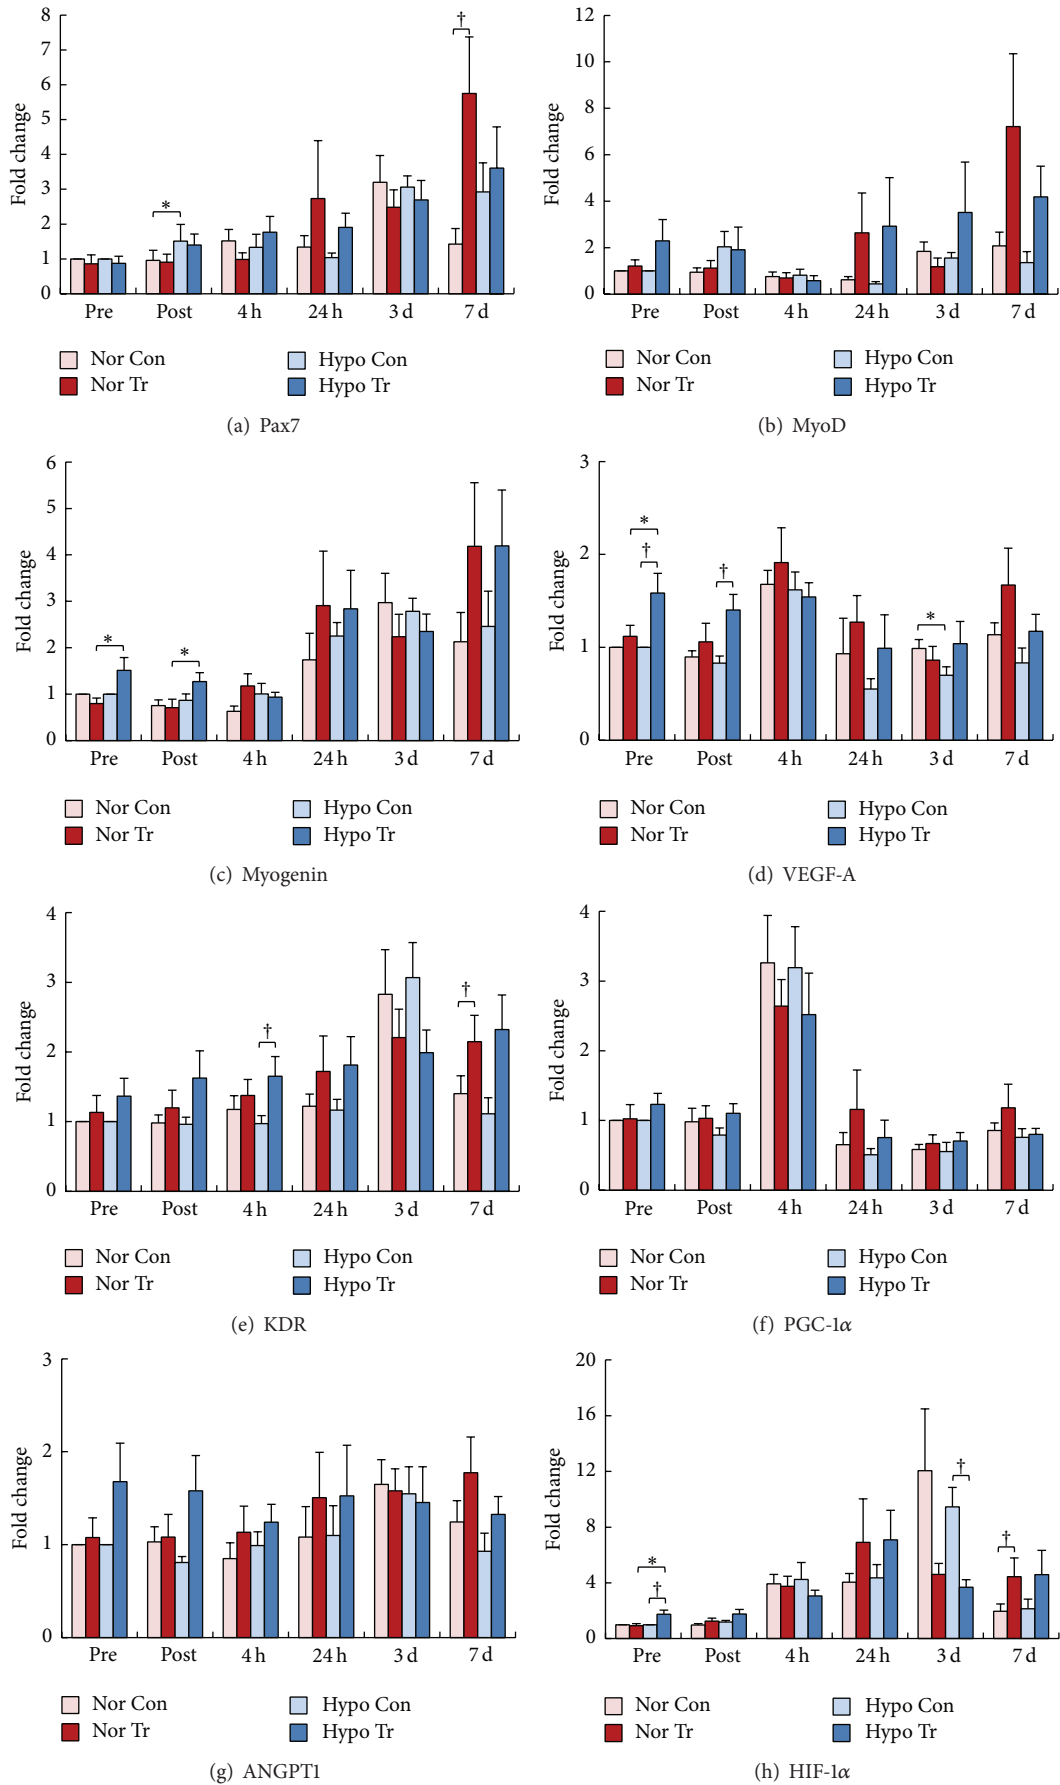 8
7
6
5
4
3
2
1
0
Fold change
†
*
Pre Post 4 h 24 h 3 d 7 d
Nor Con Hypo Con
Nor Tr Hypo Tr
(a) Pax7
12
10
8
6
4
2
0
Fold change
Pre Post 4 h 24 h 3 d 7 d
Nor Con Hypo Con
Nor Tr Hypo Tr
(b) MyoD
6
5
4
3
2
1
0
Fold change
*
*
Pre Post 4 h 24 h 3 d 7 d
Nor Con Hypo Con
Nor Tr Hypo Tr
(c) Myogenin
3
2
1
0
Fold change
*
†
†
*
Pre Post 4 h 24 h 3 d 7 d
Nor Con Hypo Con
Nor Tr Hypo Tr
(d) VEGF-A
4
3
2
1
0
Fold change
†
†
Pre Post 4 h 24 h 3 d 7 d
Nor Con Hypo Con
Nor Tr Hypo Tr
(e) KDR
4
3
2
1
0
Fold change
Pre Post 4 h 24 h 3 d 7 d
Nor Con Hypo Con
Nor Tr Hypo Tr
(f) PGC-1α
3
2
1
0
Fold change
Pre Post 4 h 24 h 3 d 7 d
Nor Con Hypo Con
Nor Tr Hypo Tr
(g) ANGPT1
20
16
12
8
4
0
Fold change
*
†
†
†
Pre Post 4 h 24 h 3 d 7 d
Nor Con Hypo Con
Nor Tr Hypo Tr
(h) HIF-1α